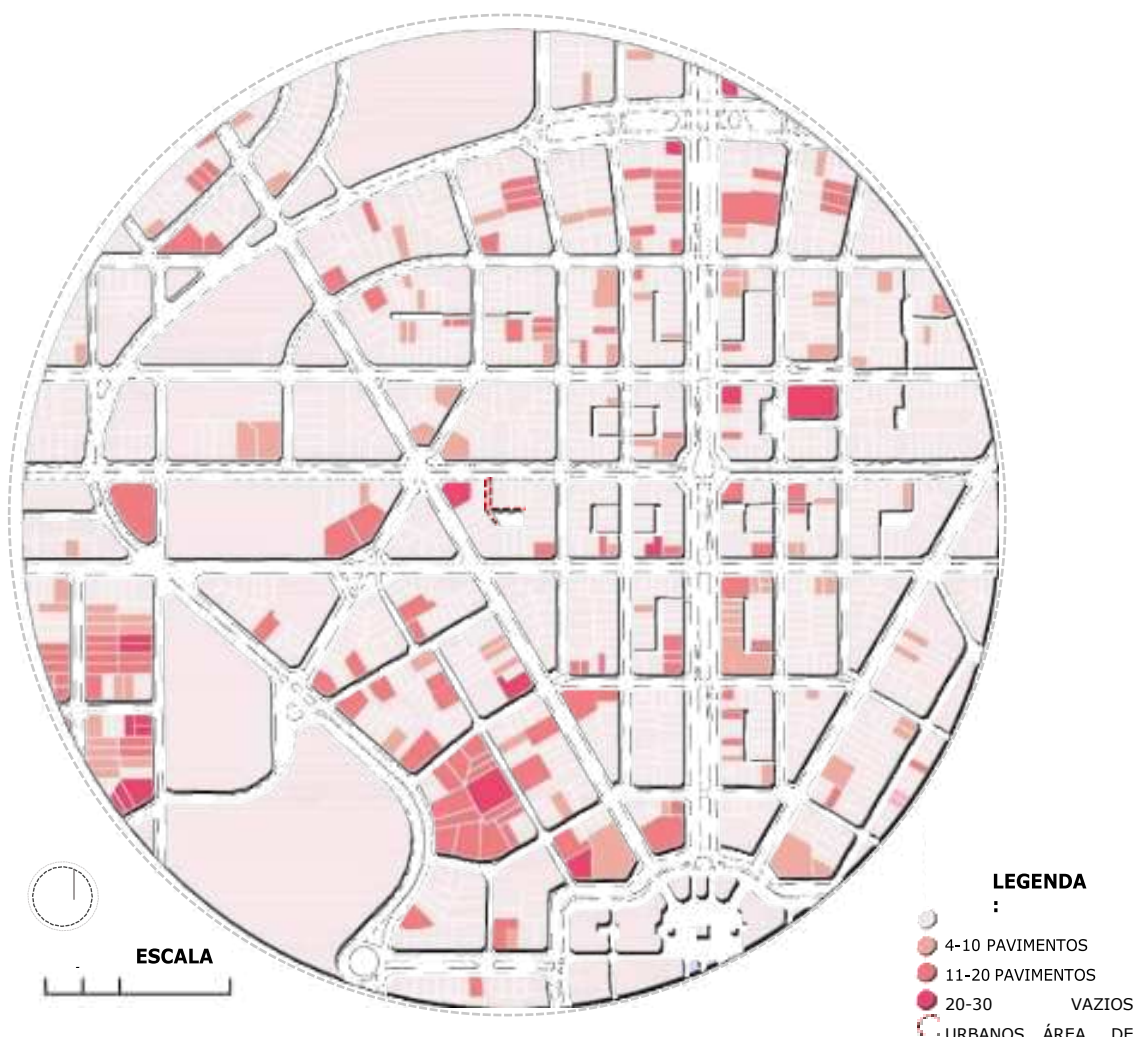 LEGENDA
:
4-10 PAVIMENTOS
11-20 PAVIMENTOS
20-30 VAZIOS
URBANOS ÁREA DE
ESCALA